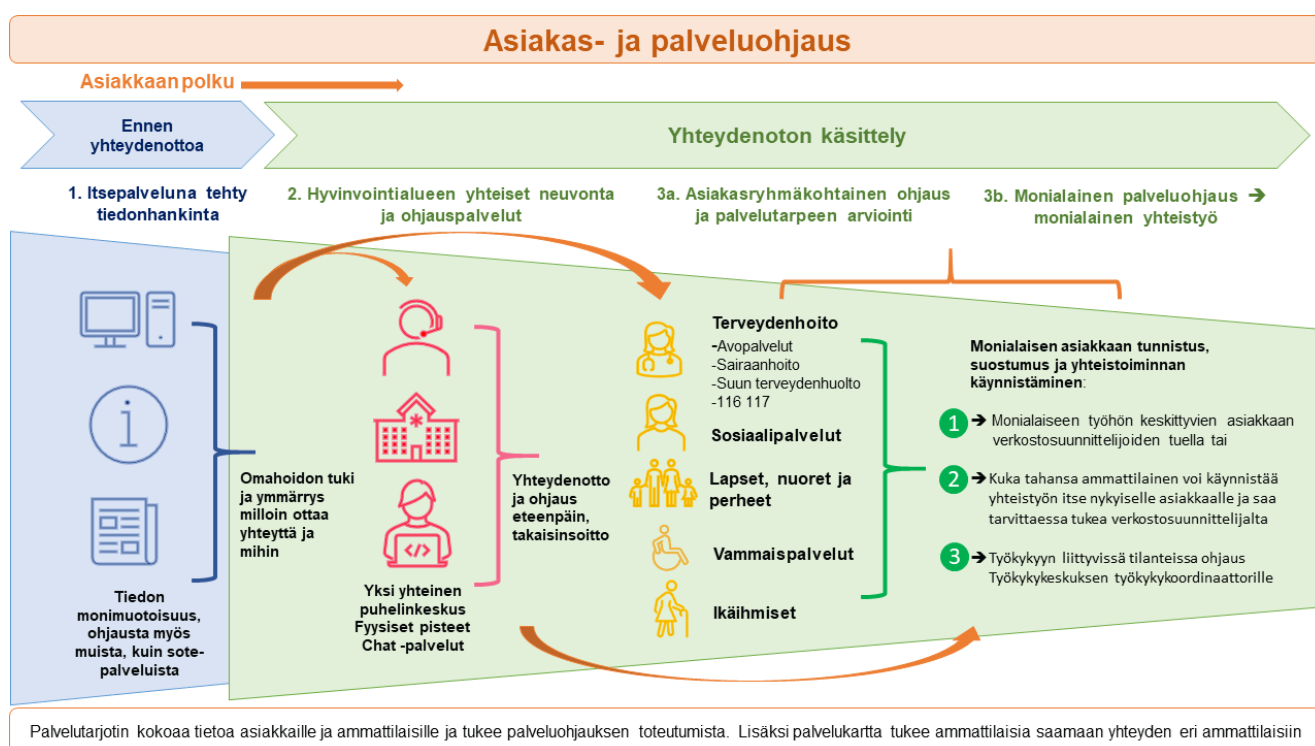 Asiakas- ja palveluohjaus
Asiakkaan polku
Ennen
yhteydenottoa
Yhteydenoton käsittely
1. Itsepalveluna tehty
tiedonhankinta
2. Hyvinvointialueen yhteiset neuvonta
ja ohjauspalvelut
3a. Asiakasryhmäkohtainen ohjaus
ja palvelutarpeen arviointi
3b. Monialainen palveluohjaus ➔
monialainen yhteistyö
Omahoidon tuki
ja ymmärrys
milloin ottaa
yhteyttä ja
mihin
Tiedon
monimuotoisuus,
ohjausta myös
muista, kuin sote-
palveluista
Yksi yhteinen
puhelinkeskus
Fyysiset pisteet
Chat -palvelut
Yhteydenotto
ja ohjaus
eteenpäin,
takaisinsoitto
Terveydenhoito
-Avopalvelut
-Sairaanhoito
-Suun terveydenhuolto
-116 117
Sosiaalipalvelut
Lapset, nuoret ja
perheet
Vammaispalvelut
Ikäihmiset
Monialaisen asiakkaan tunnistus,
suostumus ja yhteistoiminnan
käynnistäminen:
1 ➔ Monialaiseen työhön keskittyvien asiakkaan
verkostosuunnittelijoiden tuella tai
2 ➔ Kuka tahansa ammattilainen voi käynnistää
yhteistyön itse nykyiselle asiakkaalle ja saa
tarvittaessa tukea verkostosuunnittelijalta
3 ➔ Työkykyyn liittyvissä tilanteissa ohjaus
Työkykykeskuksen työkykykoordinaattorille
Palvelutarjotin kokoaa tietoa asiakkaille ja ammattilaisille ja tukee palveluohjauksen toteutumista. Lisäksi palvelukartta tukee ammattilaisia saamaan yhteyden eri ammattilaisiin